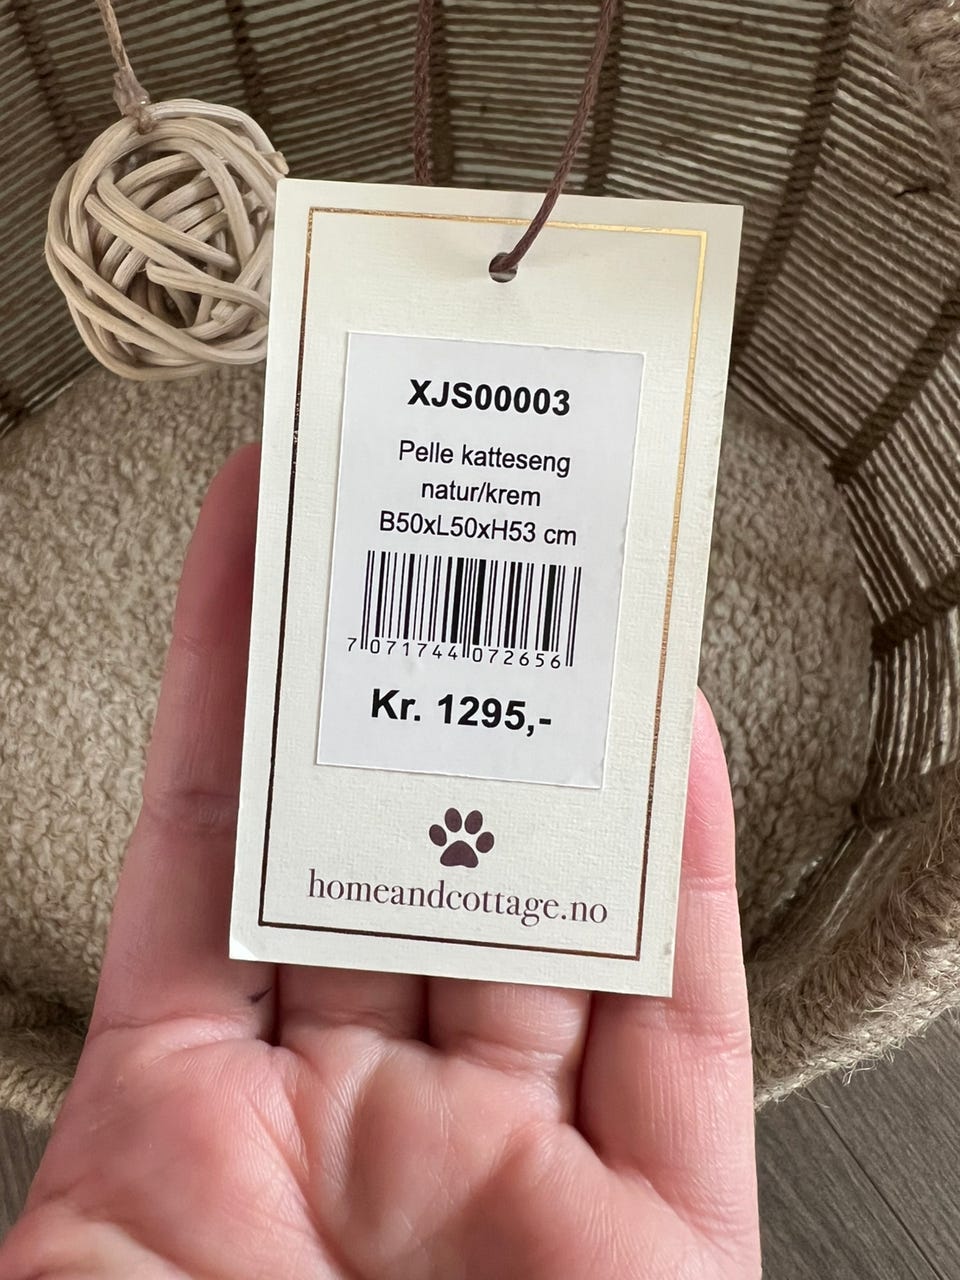 XJS00003
Pelle katteseng
natur/krem
B50xL50xH53 cm
7 071744 072656
Kr. 1295,-
homeandcottage.no